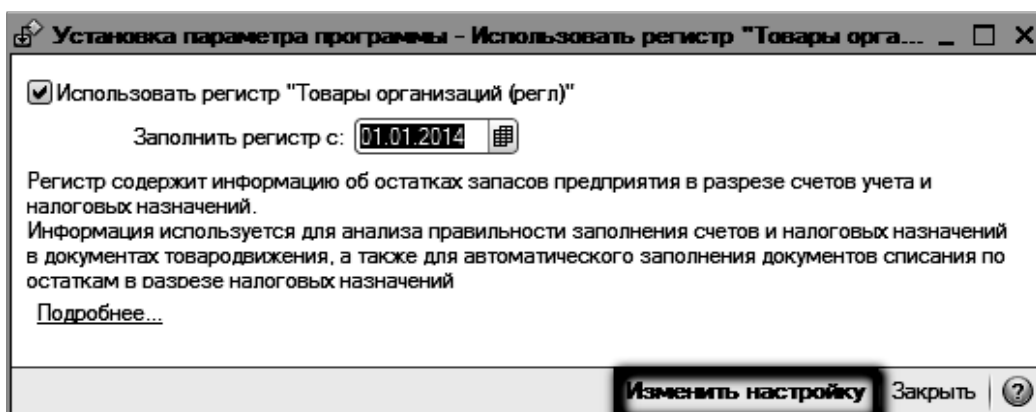 Установка параметра программы - Использовать регистр "Товары орга...
Использовать регистр "Товары организаций (регл)"
Заполнить регистр с: 01.01.2014
Регистр содержит информацию об остатках запасов предприятия в разрезе счетов учета и
налоговых назначений.
Информация используется для анализа правильности заполнения счетов и налоговых назначений
в документах товародвижения, а также для автоматического заполнения документов списания по
остаткам в разрезе налоговых назначений
Подробнее...
Изменить настройку Закрыть ?